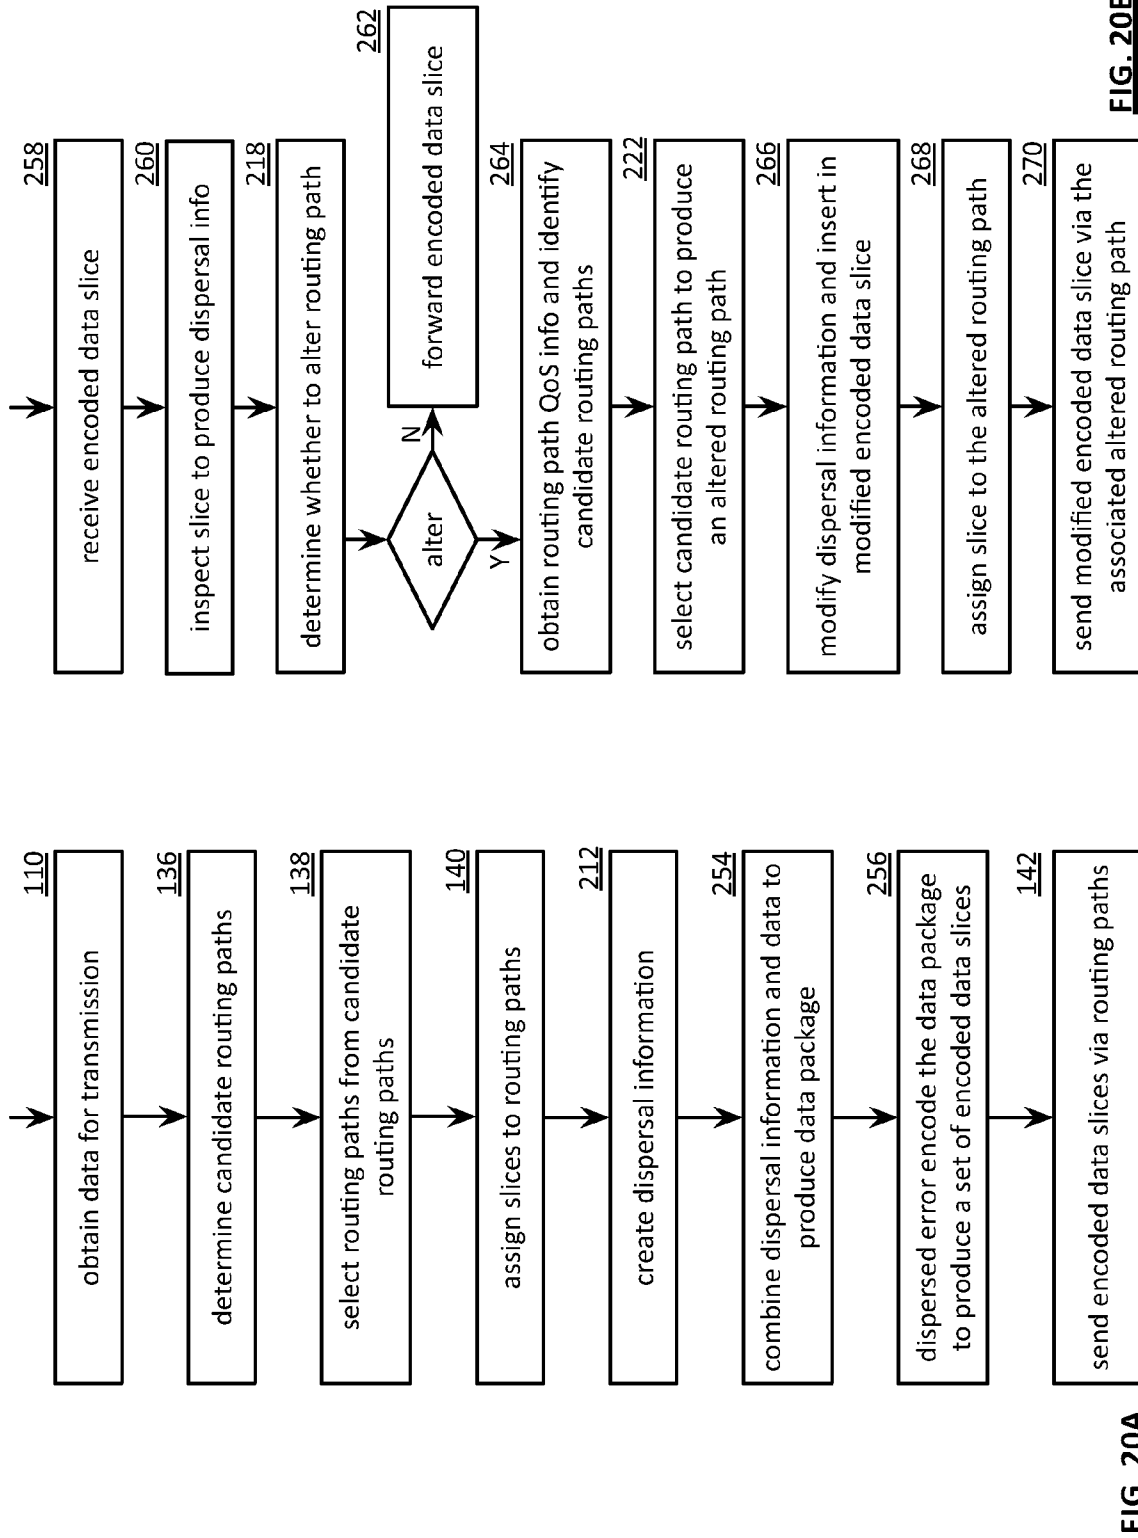 110
obtain data for transmission
136
determine candidate routing paths
138
select routing paths from candidate
routing paths
140
assign slices to routing paths
212
create dispersal information
254
combine dispersal information and data to
produce data package
256
dispersed error encode the data package
to produce a set of encoded data slices
142
send encoded data slices via routing paths
FIG. 20A
258
receive encoded data slice
260
inspect slice to produce dispersal info
218
determine whether to alter routing path
alter
N
Y
262
forward encoded data slice
264
obtain routing path QoS info and identify
candidate routing paths
222
select candidate routing path to produce
an altered routing path
266
modify dispersal information and insert in
modified encoded data slice
268
assign slice to the altered routing path
270
send modified encoded data slice via the
associated altered routing path
FIG. 20B